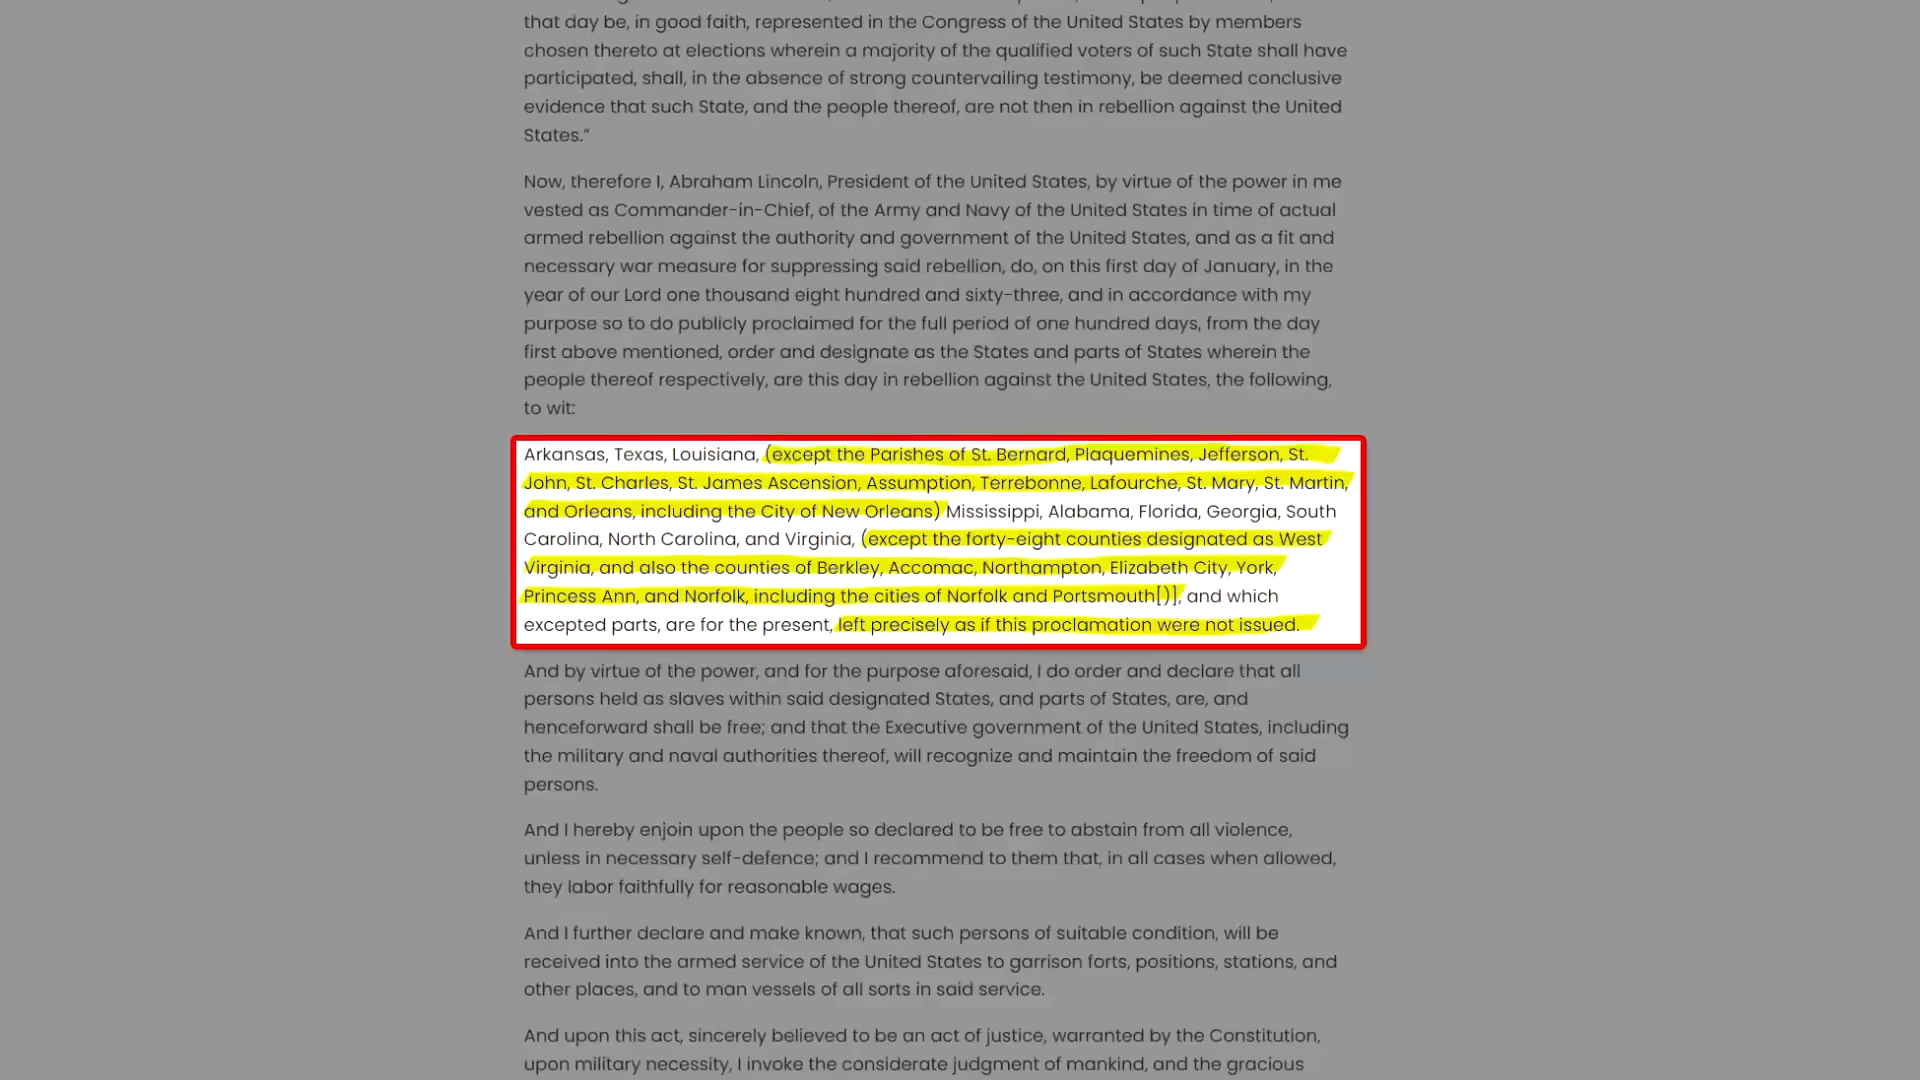 that day be, in good faith, represented in the Congress of the United States by members
chosen thereto at elections wherein a majority of the qualified voters of such State shall have
participated, shall, in the absence of strong countervailing testimony, be deemed conclusive
evidence that such State, and the people thereof, are not then in rebellion against the United
States.”
Now, therefore I, Abraham Lincoln, President of the United States, by virtue of the power in me
vested as Commander-in-Chief, of the Army and Navy of the United States in time of actual
armed rebellion against the authority and government of the United States, and as a fit and
necessary war measure for suppressing said rebellion, do, on this first day of January, in the
year of our Lord one thousand eight hundred and sixty-three, and in accordance with my
purpose so to do publicly proclaimed for the full period of one hundred days, from the day
first above mentioned, order and designate as the States and parts of States wherein the
people thereof respectively, are this day in rebellion against the United States, the following,
to wit:
Arkansas, Texas, Louisiana, (except the Parishes of St. Bernard, Plaquemines, Jefferson, St.
John, St. Charles, St. James Ascension, Assumption, Terrebonne, Lafourche, St. Mary, St. Martin,
and Orleans, including the City of New Orleans) Mississippi, Alabama, Florida, Georgia, South
Carolina, North Carolina, and Virginia, (except the forty-eight counties designated as West
Virginia, and also the counties of Berkley, Accomac, Northampton, Elizabeth City, York,
Princess Ann, and Norfolk, including the cities of Norfolk and Portsmouth[)], and which
excepted parts, are for the present, left precisely as if this proclamation were not issued.
And by virtue of the power, and for the purpose aforesaid, I do order and declare that all
persons held as slaves within said designated States, and parts of States, are, and
henceforward shall be free; and that the Executive government of the United States, including
the military and naval authorities thereof, will recognize and maintain the freedom of said
persons.
And I hereby enjoin upon the people so declared to be free to abstain from all violence,
unless in necessary self-defence; and I recommend to them that, in all cases when allowed,
they labor faithfully for reasonable wages.
And I further declare and make known, that such persons of suitable condition, will be
received into the armed service of the United States to garrison forts, positions, stations, and
other places, and to man vessels of all sorts in said service.
And upon this act, sincerely believed to be an act of justice, warranted by the Constitution,
upon military necessity, I invoke the considerate judgment of mankind, and the gracious